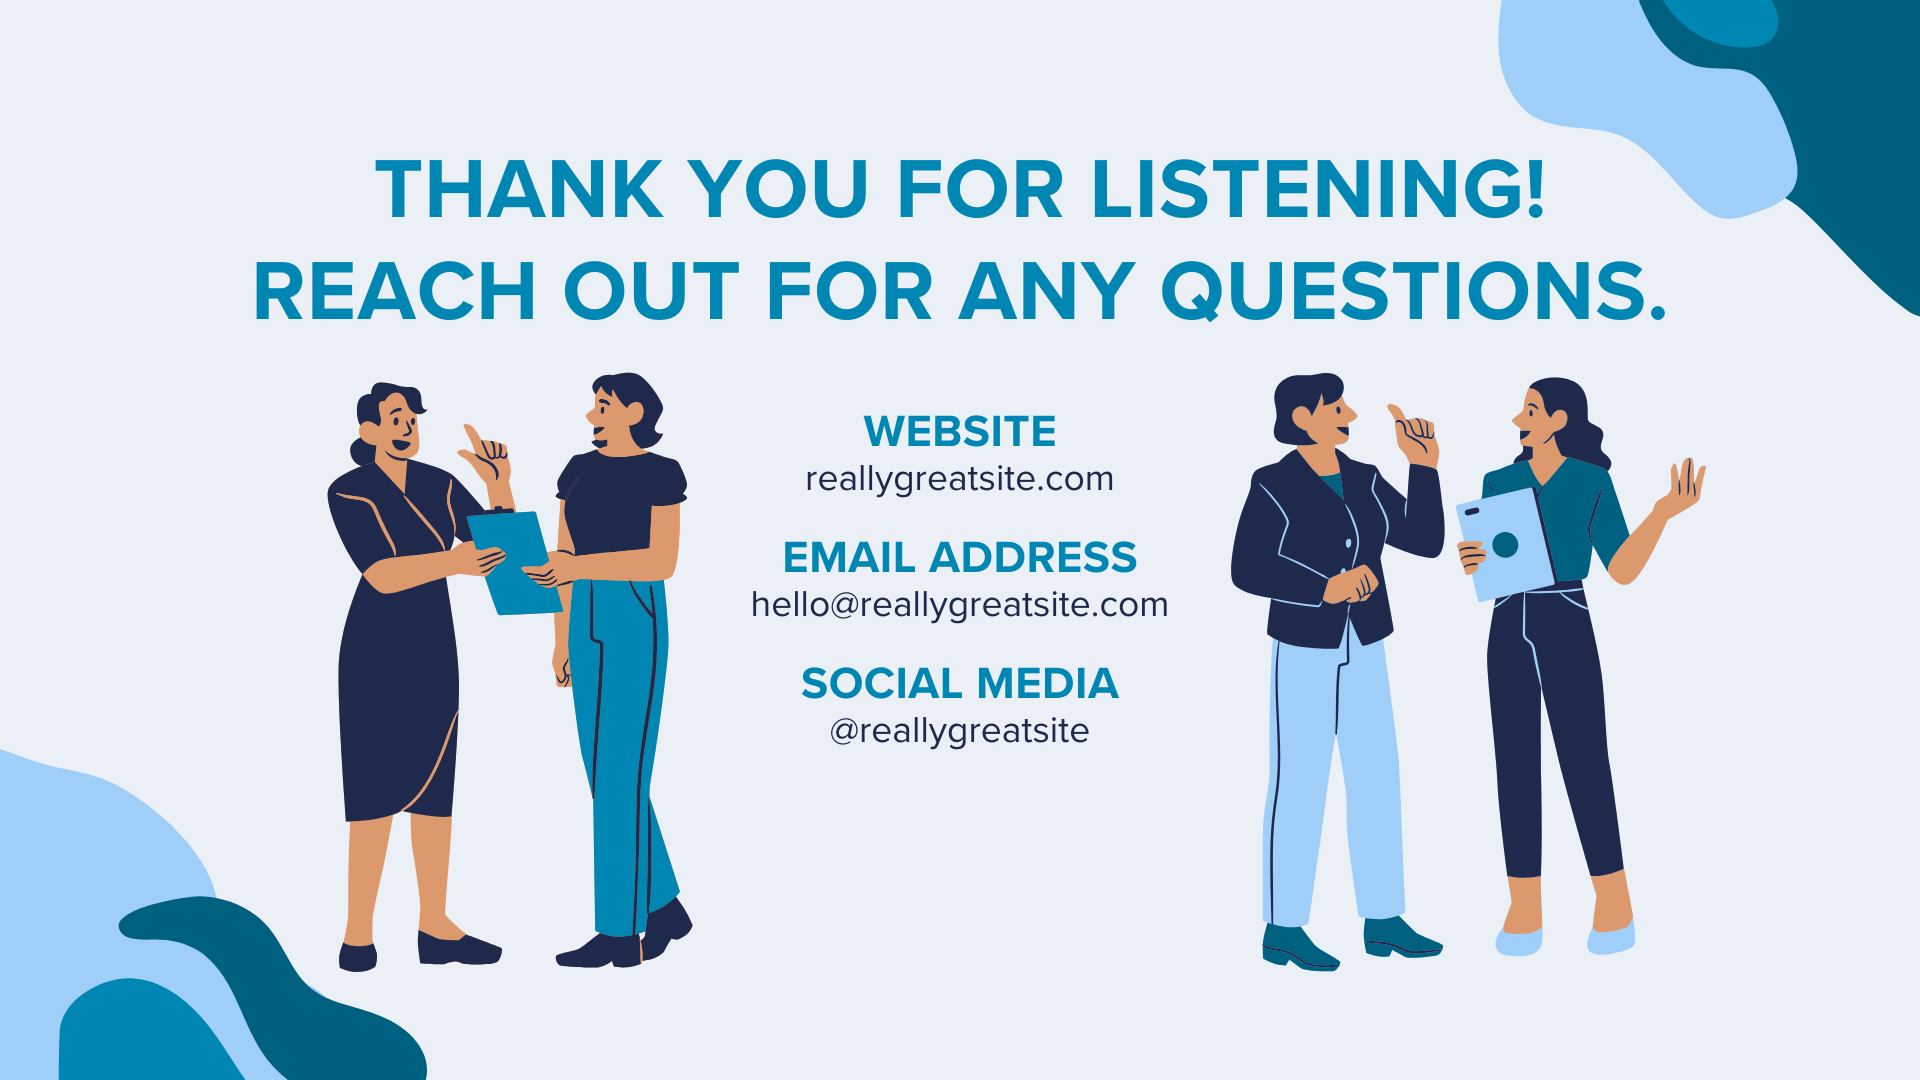 THANK YOU FOR LISTENING!
REACH OUT FOR ANY QUESTIONS.
WEBSITE
reallygreatsite.com
EMAIL ADDRESS
hello@reallygreatsite.com
SOCIAL MEDIA
@reallygreatsite